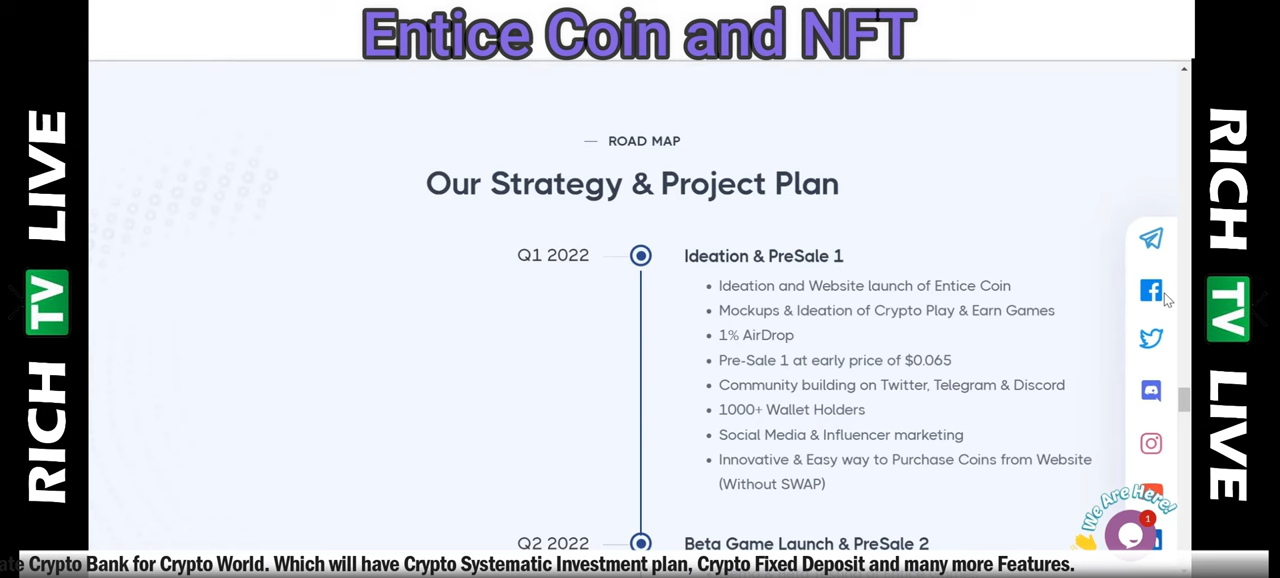 Entice Coin and NFT
RICH TV LIVE
— ROAD MAP
Our Strategy & Project Plan
Q1 2022
Ideation & PreSale 1
• Ideation and Website launch of Entice Coin
• Mockups & Ideation of Crypto Play & Earn Games
• 1% AirDrop
• Pre-Sale 1 at early price of $0.065
• Community building on Twitter, Telegram & Discord
• 1000+ Wallet Holders
• Social Media & Influencer marketing
• Innovative & Easy way to Purchase Coins from Website
(Without SWAP)
Q2 2022
Beta Game Launch & PreSale 2
We Are Here!
1
Crypto Bank for Crypto World. Which will have Crypto Systematic Investment plan, Crypto Fixed Deposit and many more Features.
RICH TV LIVE